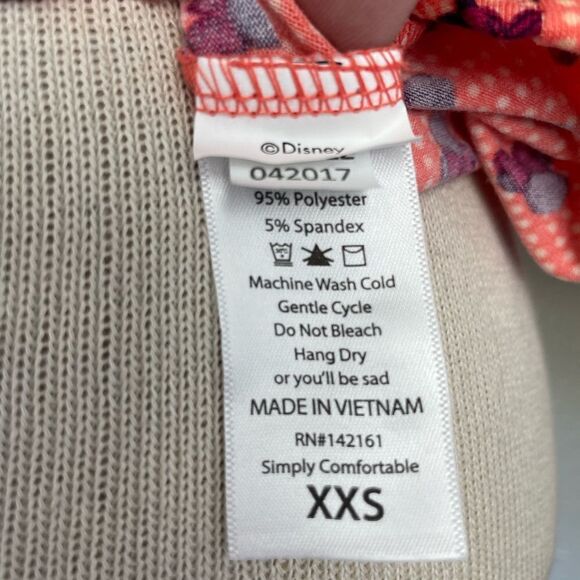 ©Disney
042017
95% Polyester
5% Spandex
Machine Wash Cold
Gentle Cycle
Do Not Bleach
Hang Dry
or you'll be sad
MADE IN VIETNAM
RN#142161
Simply Comfortable
XXS